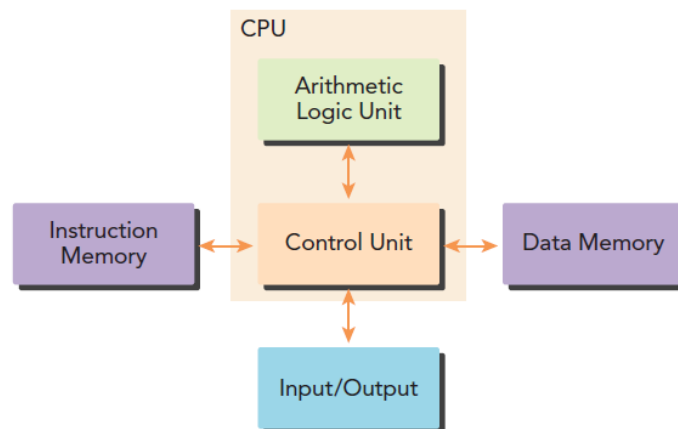 CPU
Arithmetic
Logic Unit
Instruction
Memory
Control Unit
Data Memory
Input/Output